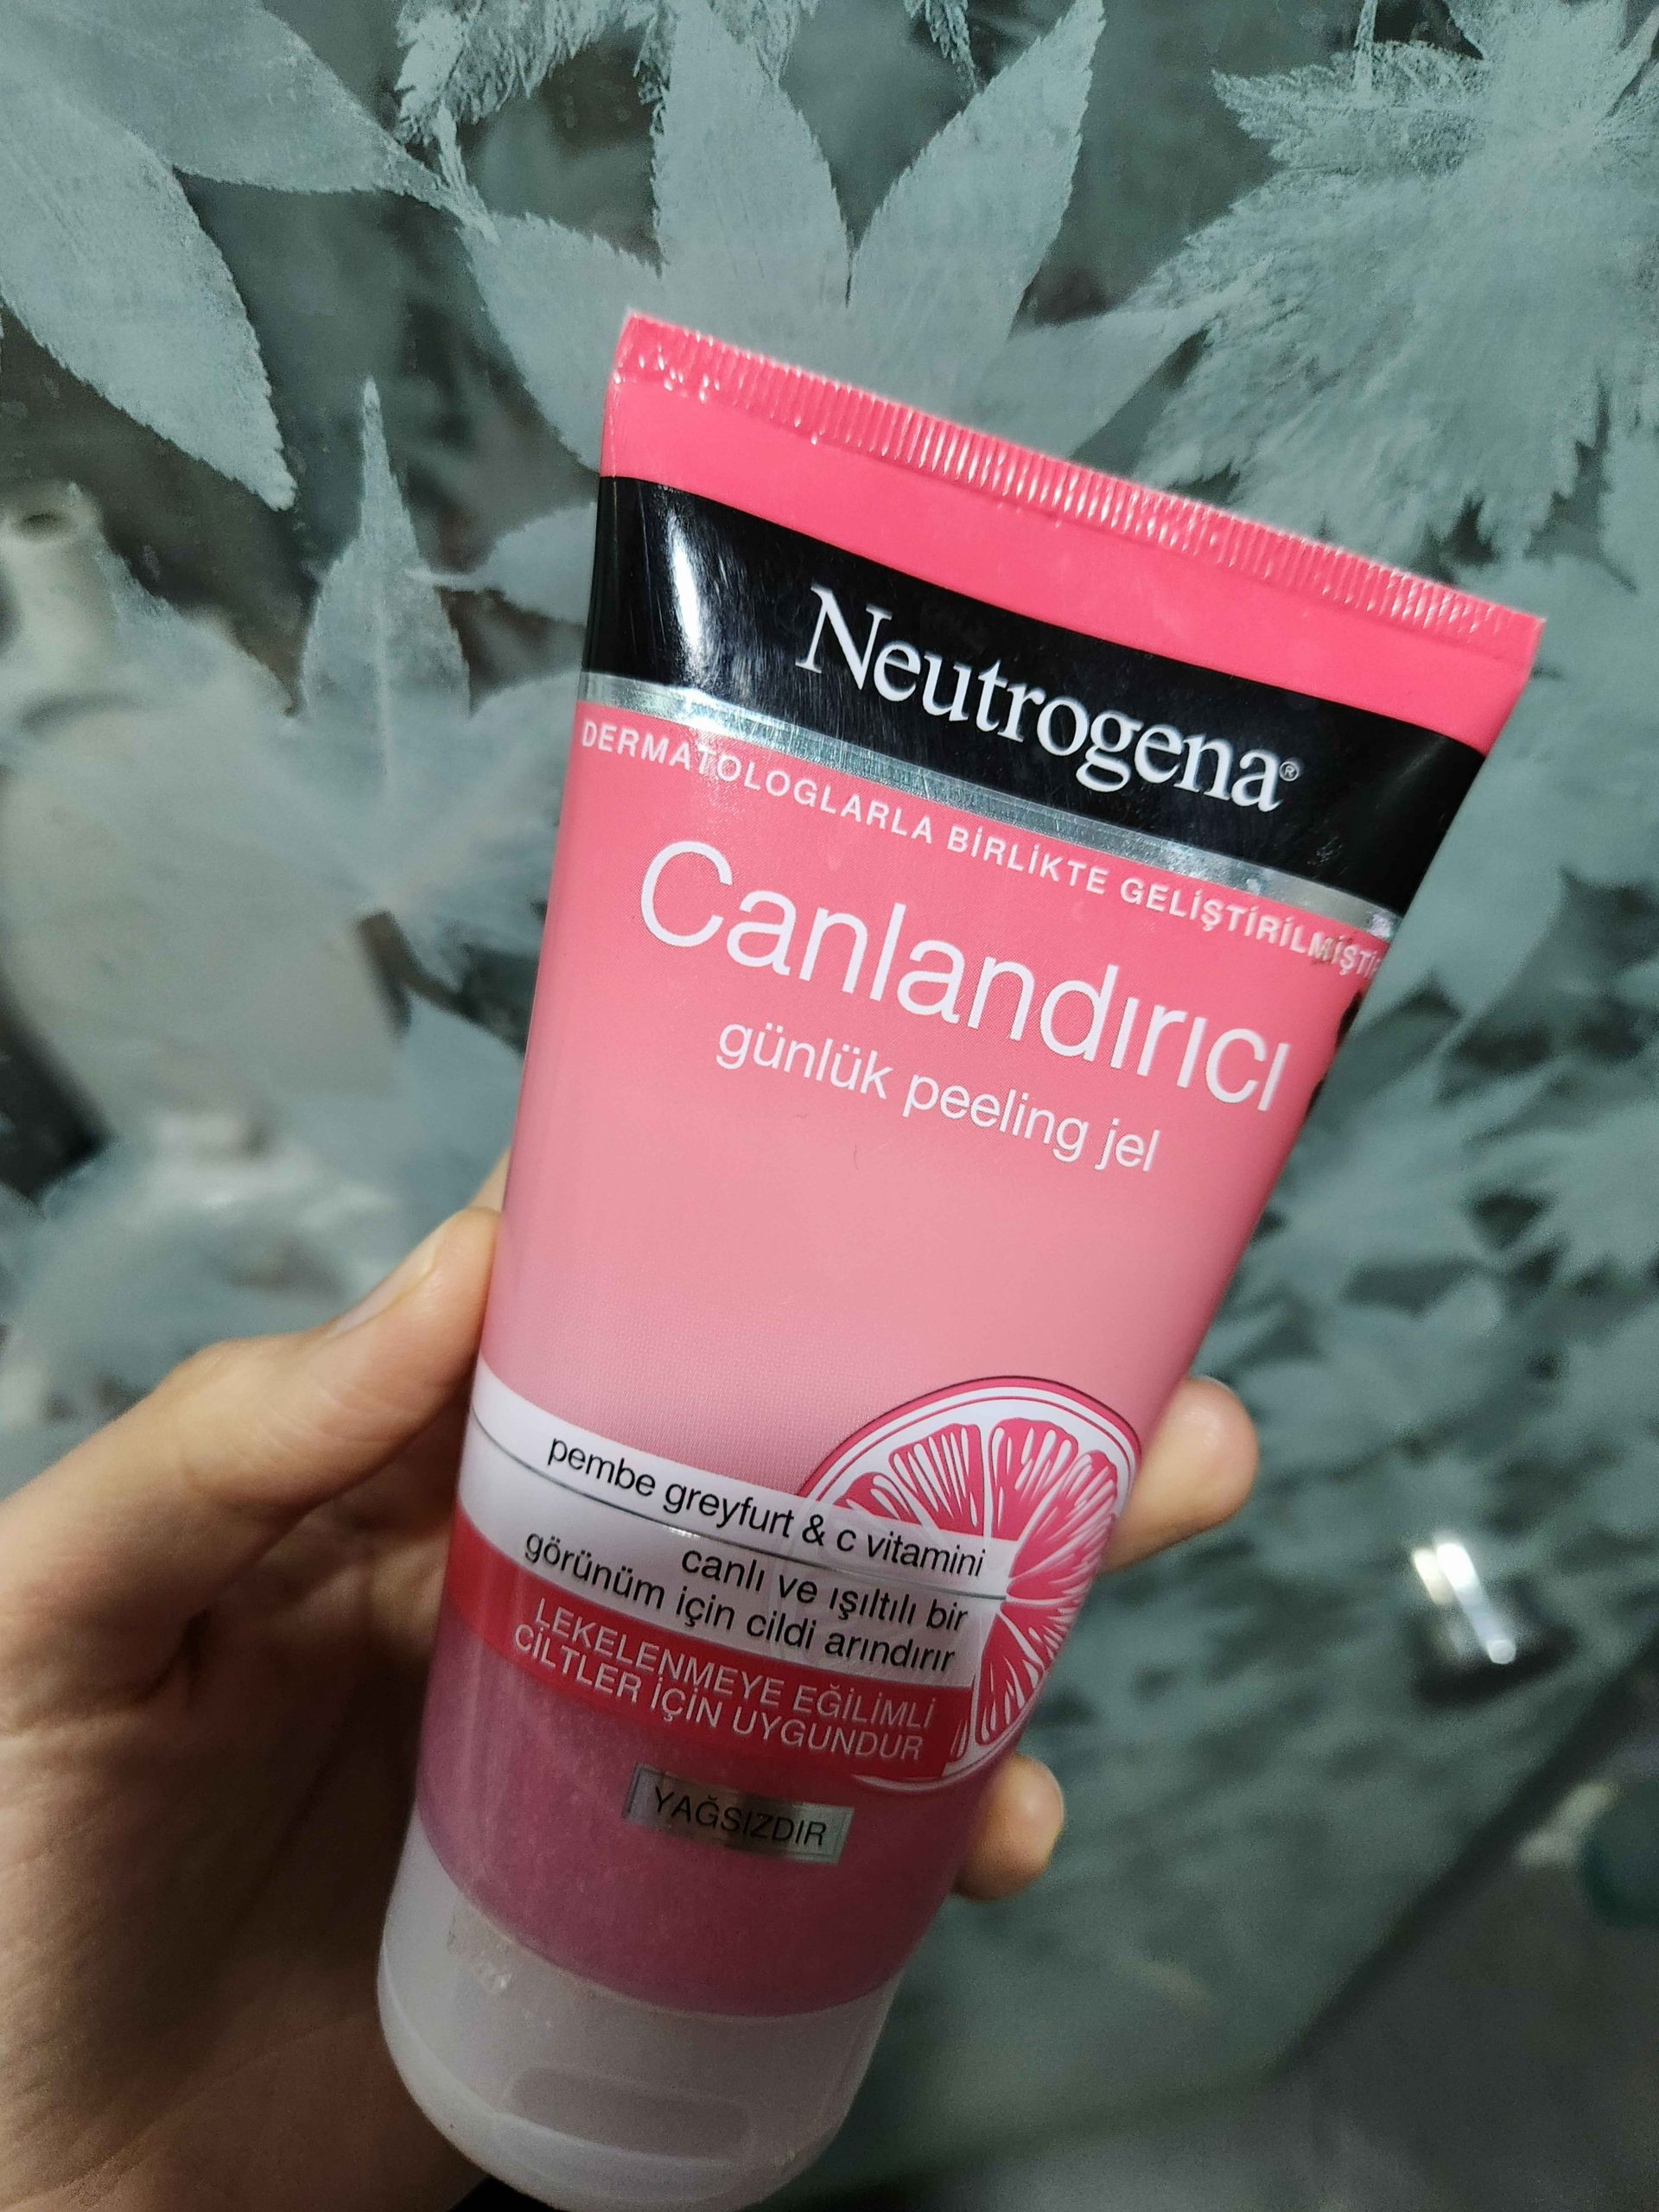 Neutrogena®
DERMATOLOGLARLA BİRLİKTE GELİŞTİRİLMİŞTİR
Canlandırıcı
günlük peeling jel
pembe greyfurt & c vitamini
canlı ve ışıltılı bir
görünüm için cildi arındırır
LEKELENMEYE EĞİLİMLİ
CİLTLER İÇİN UYGUNDUR
YAĞSIZDIR